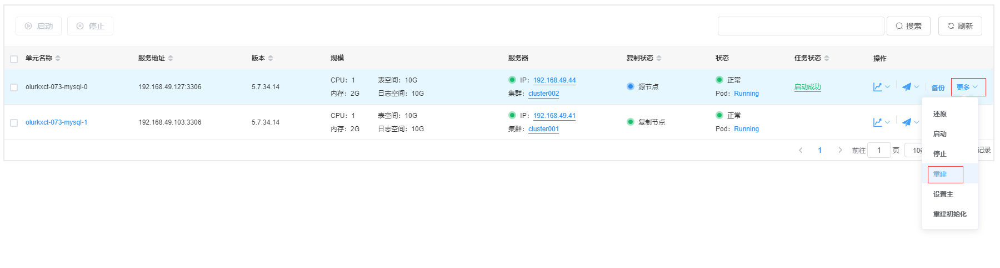 启动 停止 搜索 刷新
单元名称 服务地址 版本 规模 服务器 复制状态 状态 任务状态 操作
olurkxct-073-mysql-0 192.168.49.127:3306 5.7.34.14 CPU：1 表空间：10G IP：192.168.49.44 源节点 正常 启动成功 备份 更多
内存：2G 日志空间：10G 集群：cluster002 Pod：Running
olurkxct-073-mysql-1 192.168.49.103:3306 5.7.34.14 CPU：1 表空间：10G IP：192.168.49.41 复制节点 正常
内存：2G 日志空间：10G 集群：cluster001 Pod：Running
1 前往 1 页 10 记录
还原
启动
停止
重建
设置主
重建初始化